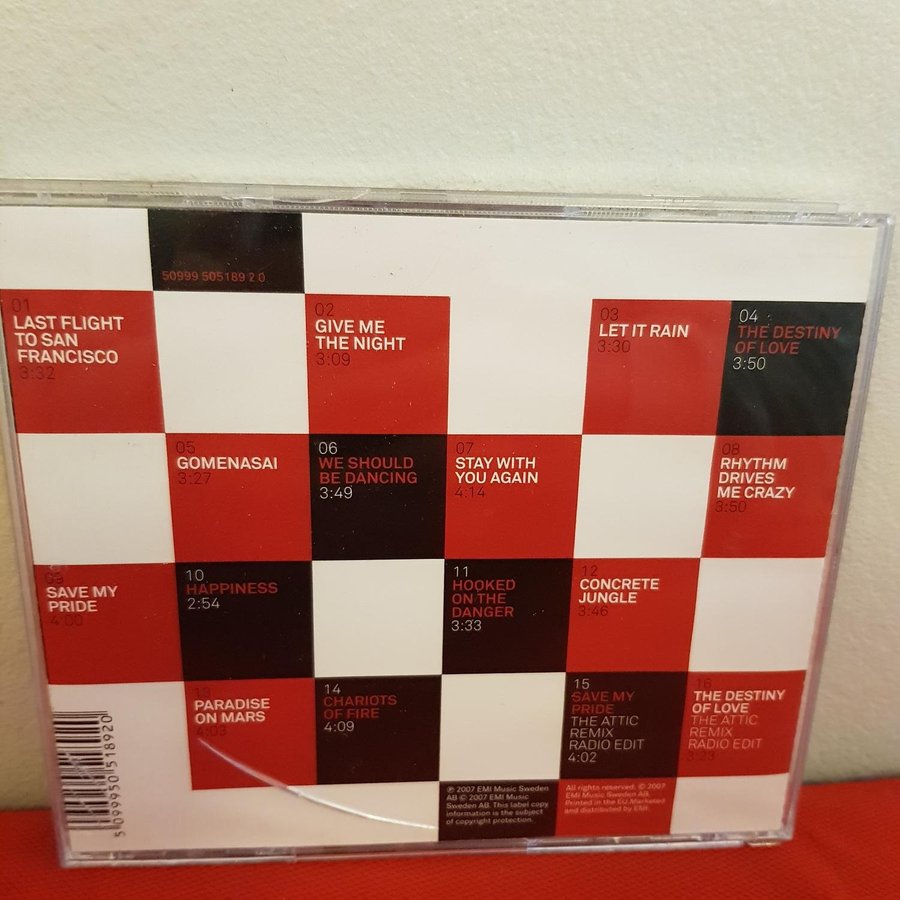 50999 505189 2 0
01
LAST FLIGHT
TO SAN
FRANCISCO
3:32
02
GIVE ME
THE NIGHT
3:09
03
LET IT RAIN
3:30
04
THE DESTINY
OF LOVE
3:50
05
GOMENASAI
3:27
06
WE SHOULD
BE DANCING
3:49
07
STAY WITH
YOU AGAIN
4:14
08
RHYTHM
DRIVES
ME CRAZY
3:50
09
SAVE MY
PRIDE
4:00
10
HAPPINESS
2:54
11
HOOKED
ON THE
DANGER
3:33
12
CONCRETE
JUNGLE
3:46
13
PARADISE
ON MARS
4:03
14
CHARIOTS
OF FIRE
4:09
15
SAVE MY
PRIDE
THE ATTIC
REMIX
RADIO EDIT
4:02
16
THE DESTINY
OF LOVE
THE ATTIC
REMIX
RADIO EDIT
3:23
5 099950 518920
℗ 2007 EMI Music Sweden
AB © 2007 EMI Music
Sweden AB. This label copy
information is the subject
of copyright protection.
All rights reserved. © 2007
EMI Music Sweden AB.
Printed in the EU. Marketed
and distributed by EMI.